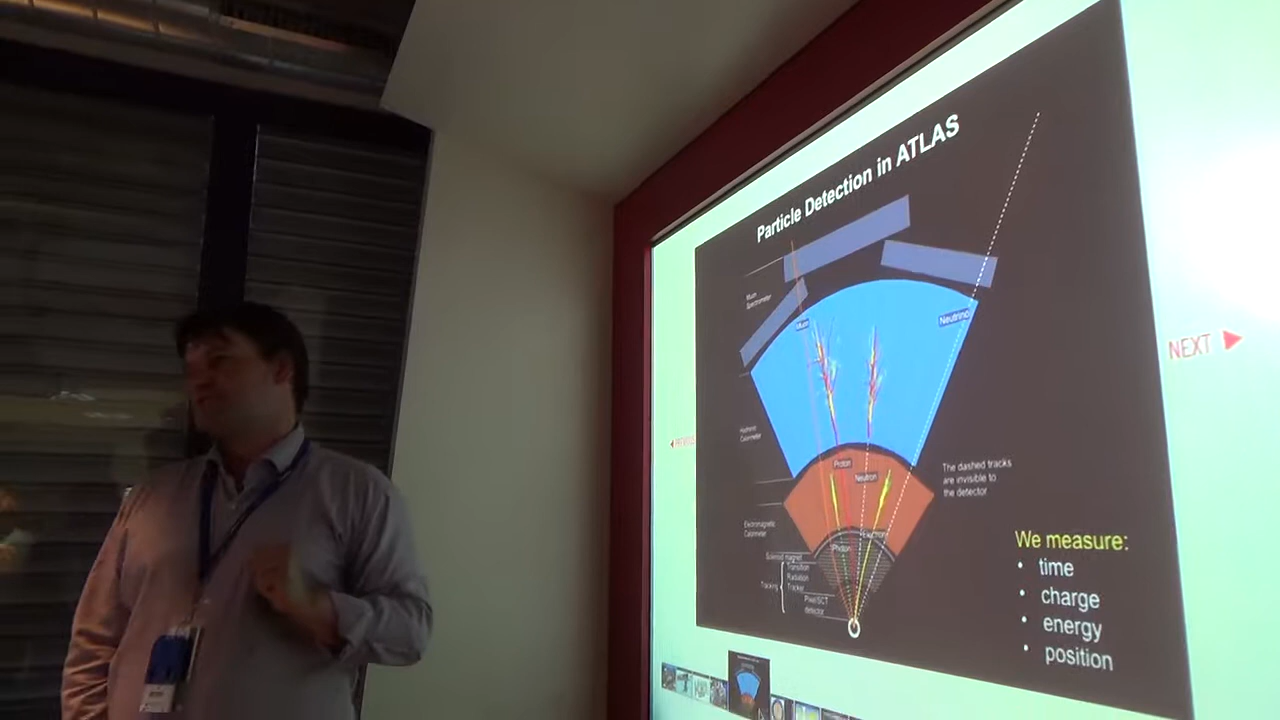 Particle Detection in ATLAS
Muon
Spectrometer
Muon
Neutrino
NEXT
PREVIOUS
Hadronic
Calorimeter
Proton
Neutron
The dashed tracks
are invisible to
the detector
Electromagnetic
Calorimeter
Photon
Electron
Solenoid magnet
Tracking
Transition
Radiation
Tracker
Pixel/SCT
detector
We measure:
• time
• charge
• energy
• position